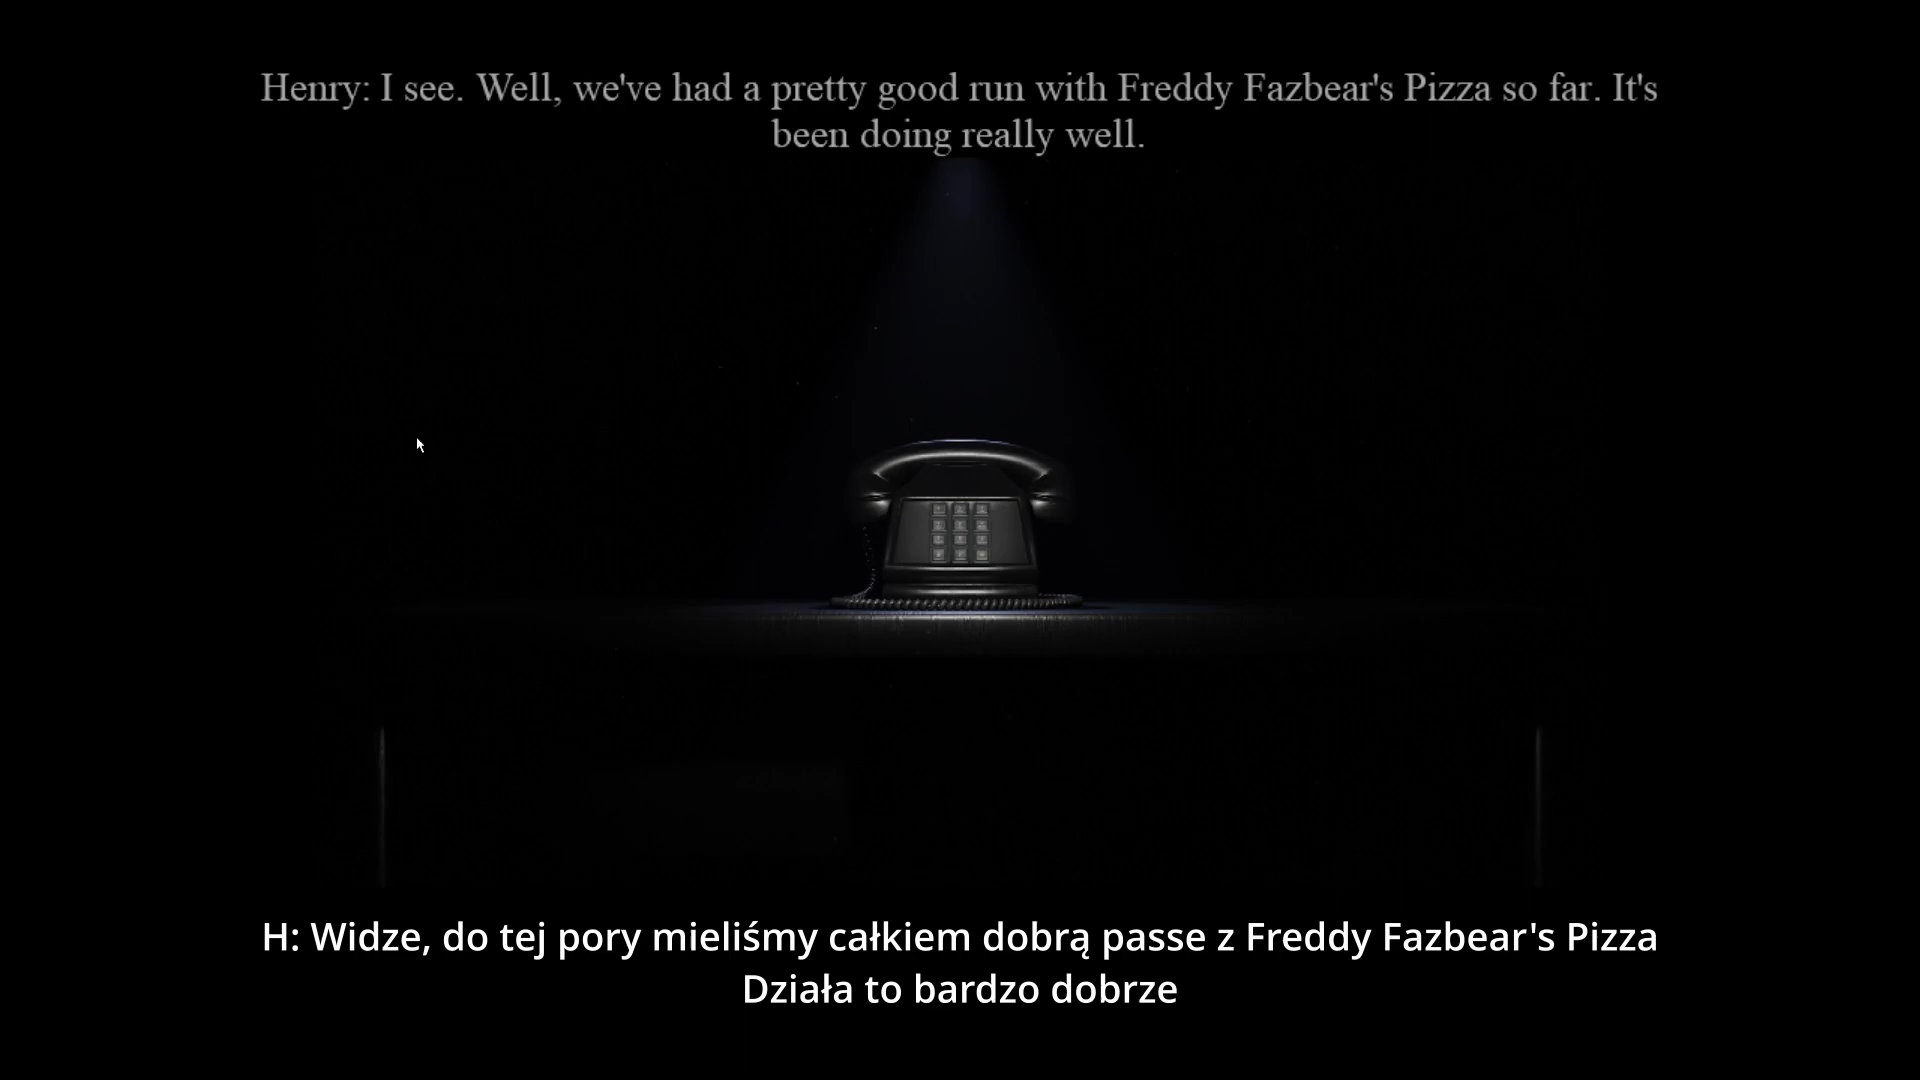 Henry: I see. Well, we've had a pretty good run with Freddy Fazbear's Pizza so far. It's
been doing really well.
H: Widze, do tej pory mieliśmy całkiem dobrą passe z Freddy Fazbear's Pizza
Działa to bardzo dobrze